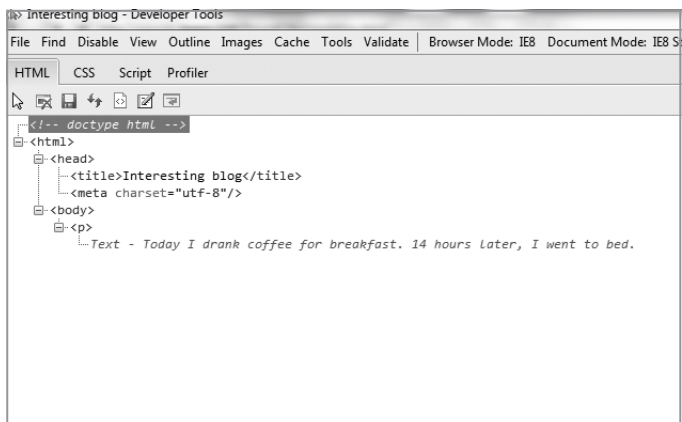 Interesting blog - Developer Tools
File Find Disable View Outline Images Cache Tools Validate Browser Mode: IE8 Document Mode: IE8 S
HTML CSS Script Profiler
<!-- doctype html -->
<html>
<head>
<title>Interesting blog</title>
<meta charset="utf-8"/>
<body>
<p>
Text - Today I drank coffee for breakfast. 14 hours later, I went to bed.